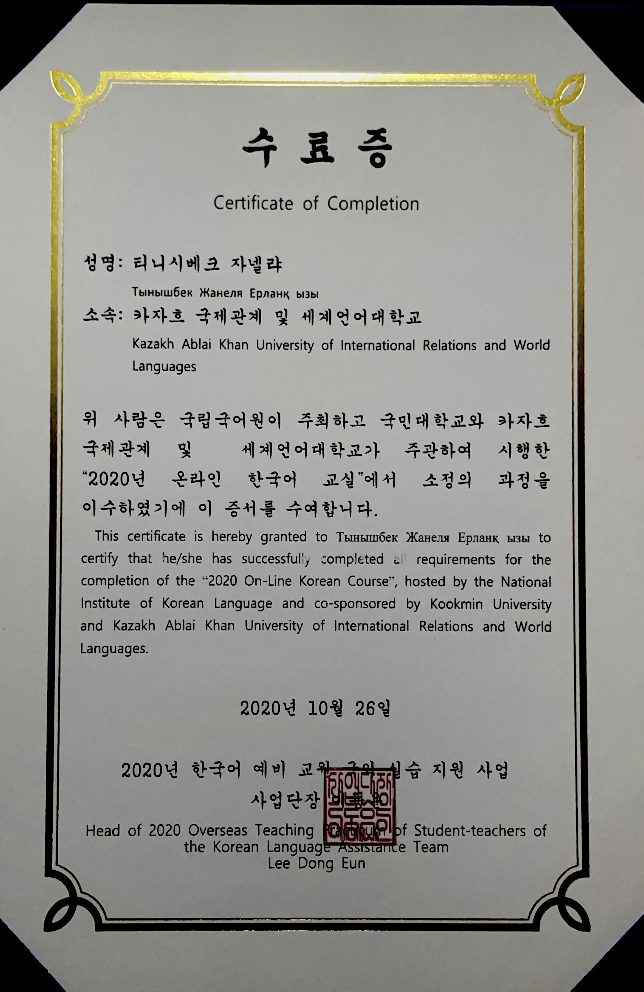 수료증
Certificate of Completion
성명: 티니시베크 자넬랴
Тынышбек Жанеля Ерланқ ызы
소속: 카자흐 국제관계 및 세계언어대학교
Kazakh Ablai Khan University of International Relations and World
Languages
위 사람은 국립국어원이 주최하고 국민대학교와 카자흐
국제관계 및 세계언어대학교가 주관하여 시행한
“2020년 온라인 한국어 교실”에서 소정의 과정을
이수하였기에 이 증서를 수여합니다.
This certificate is hereby granted to Тынышбек Жанеля Ерланқ ызы to
certify that he/she has successfully completed all requirements for the
completion of the “2020 On-Line Korean Course”, hosted by the National
Institute of Korean Language and co-sponsored by Kookmin University
and Kazakh Ablai Khan University of International Relations and World
Languages.
2020년 10월 26일
2020년 한국어 예비 교원 국외 실습 지원 사업
사업단장 이동은
Head of 2020 Overseas Teaching Practicum of Student-teachers of
the Korean Language Assistance Team
Lee Dong Eun